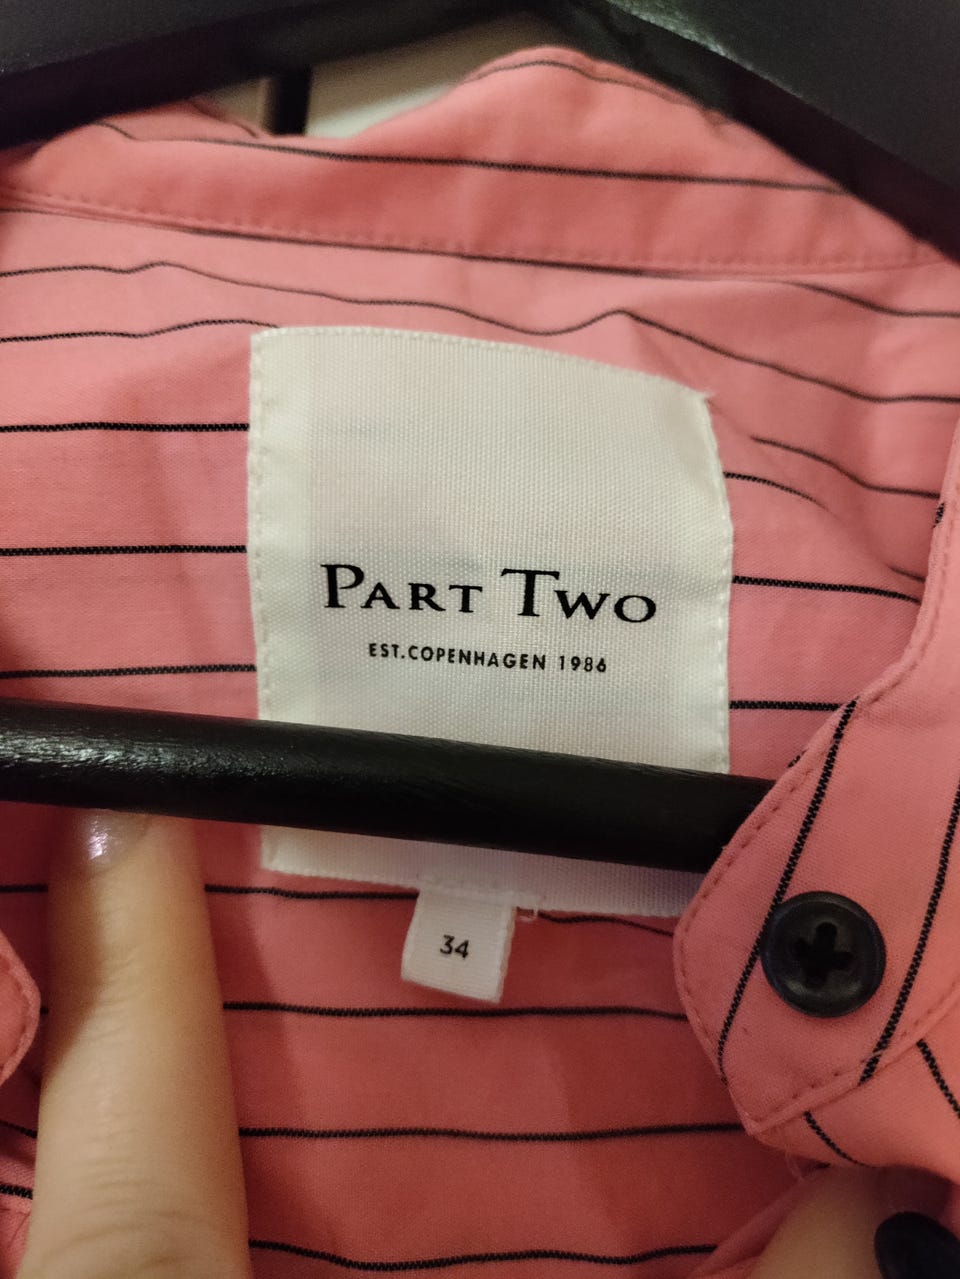 PART TWO
EST.COPENHAGEN 1986
34